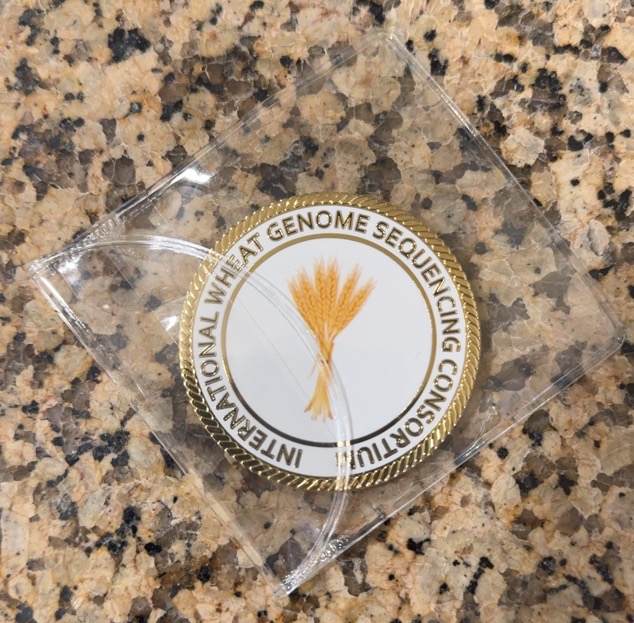 INTERNATIONAL WHEAT GENOME SEQUENCING CONSORTIUM